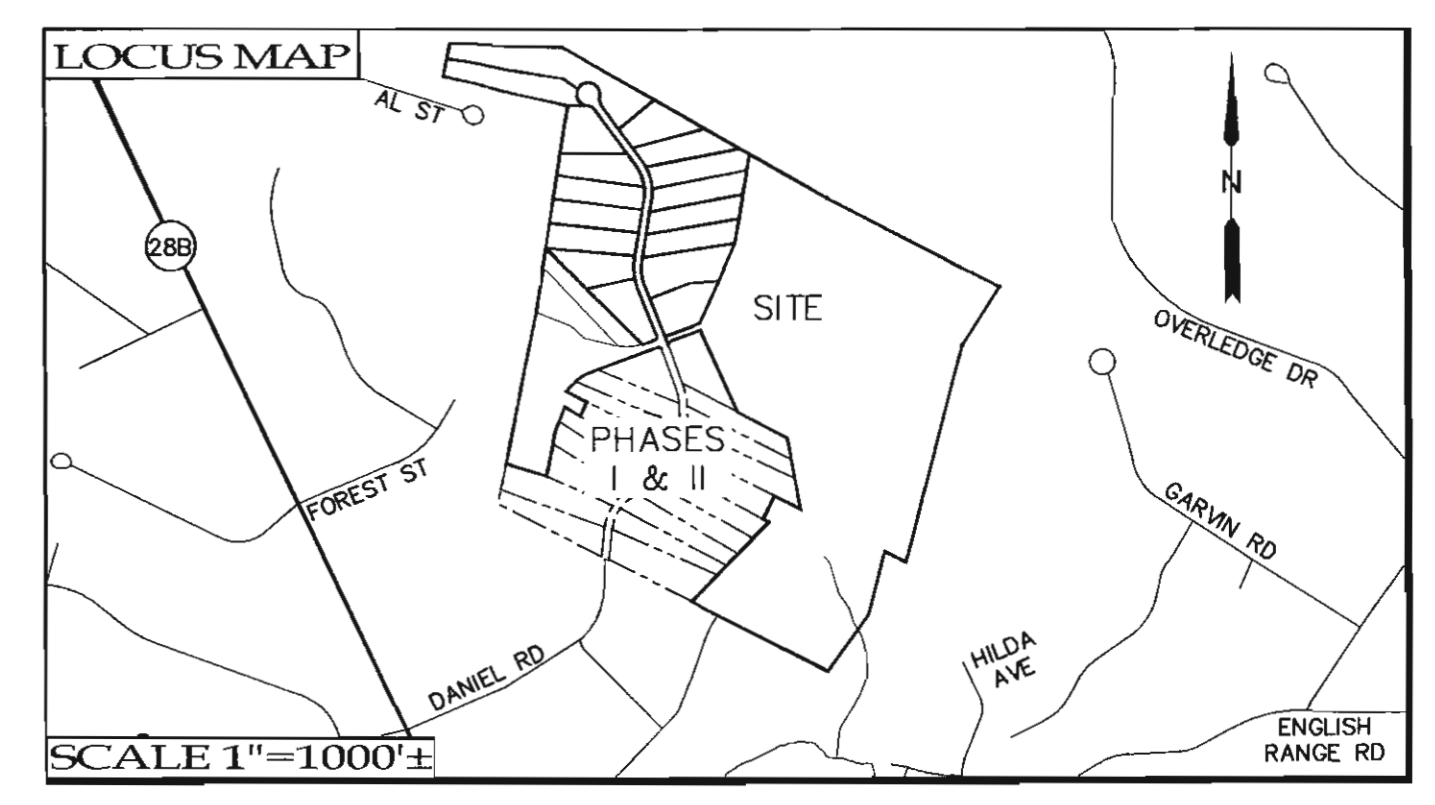 LOCUS MAP
AL ST
N
28B
SITE
OVERLEDGE DR
PHASES
I & II
FOREST ST
GARVIN RD
HILDA
AVE
DANIEL RD
ENGLISH
RANGE RD
SCALE 1"=1000'±